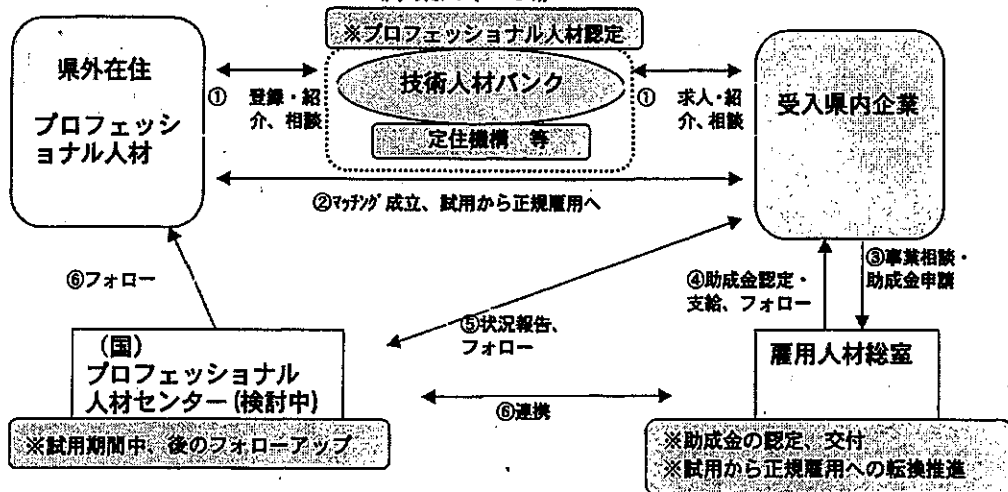 ※プロフェッショナル人材認定
県外在住
プロフェッシ
ョナル人材
①
登録・紹
介、相談
技術人材バンク
定住機構 等
①
求人・紹
介、相談
受入県内企業
②マッチング成立、試用から正規雇用へ
⑥フォロー
⑤状況報告、
フォロー
④助成金認定・
支給、フォロー
③事業相談・
助成金申請
(国)
プロフェッショナル
人材センター(検討中)
※試用期間中、後のフォローアップ
⑥連携
雇用人材総室
※助成金の認定、交付
※試用から正規雇用への転換推進